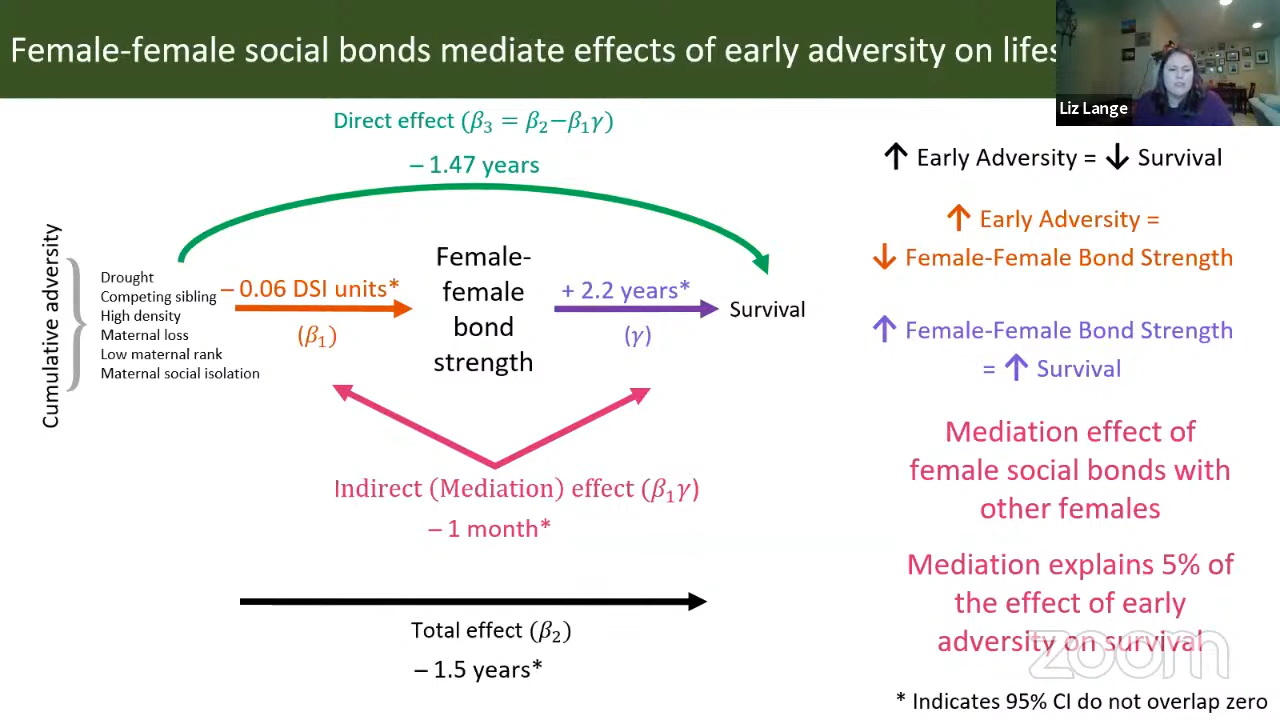 Female-female social bonds mediate effects of early adversity on lifes
Liz Lange
Direct effect (β₃ = β₂−β₁γ)
– 1.47 years
Cumulative adversity
Drought
Competing sibling
High density
Maternal loss
Low maternal rank
Maternal social isolation
– 0.06 DSI units*
(β₁)
Female-
female
bond
strength
+ 2.2 years*
(γ)
Survival
Indirect (Mediation) effect (β₁γ)
– 1 month*
Total effect (β₂)
– 1.5 years*
↑ Early Adversity = ↓ Survival
↑ Early Adversity =
↓ Female-Female Bond Strength
↑ Female-Female Bond Strength
= ↑ Survival
Mediation effect of
female social bonds with
other females
Mediation explains 5% of
the effect of early
adversity on survival
zoom
* Indicates 95% CI do not overlap zero